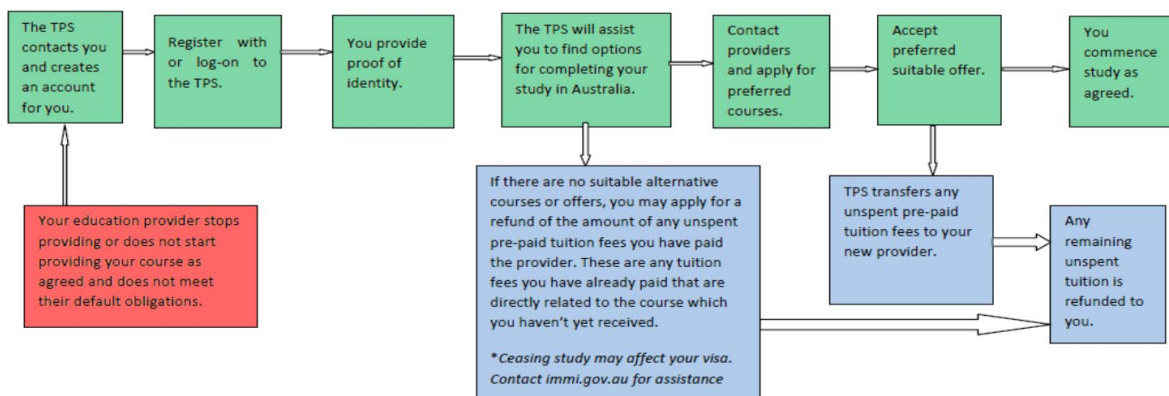 The TPS
contacts you
and creates
an account
for you.
Register with
or log-on to
the TPS.
You provide
proof of
identity.
The TPS will assist
you to find options
for completing your
study in Australia.
Contact
providers
and apply for
preferred
courses.
Accept
preferred
suitable offer.
You
commence
study as
agreed.
Your education provider stops
providing or does not start
providing your course as
agreed and does not meet
their default obligations.
If there are no suitable alternative
courses or offers, you may apply for a
refund of the amount of any unspent
pre-paid tuition fees you have paid
the provider. These are any tuition
fees you have already paid that are
directly related to the course which
you haven't yet received.
*Ceasing study may affect your visa.
Contact immi.gov.au for assistance
TPS transfers any
unspent pre-paid
tuition fees to your
new provider.
Any
remaining
unspent
tuition is
refunded to
you.